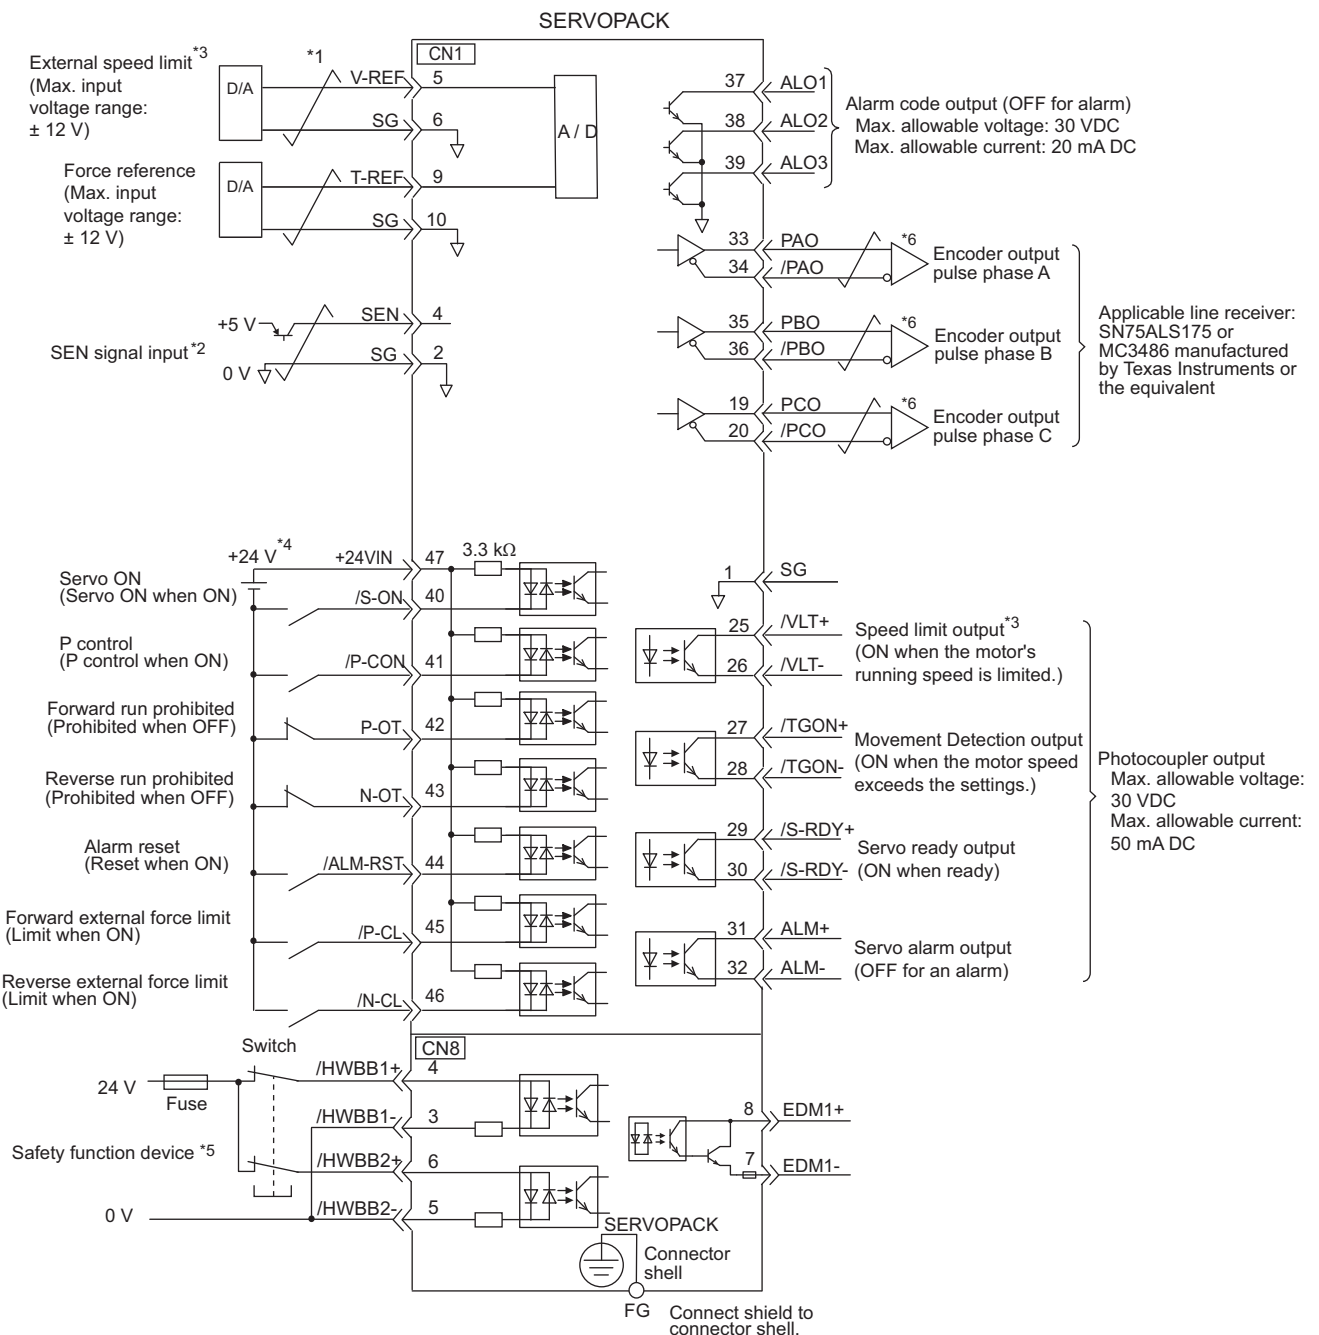 SERVOPACK
CN1
External speed limit*3
(Max. input
voltage range:
± 12 V)
D/A
*1
V-REF
5
SG
6
A / D
Force reference
(Max. input
voltage range:
± 12 V)
D/A
T-REF
9
SG
10
+5 V
SEN
4
SEN signal input*2
SG
2
0 V
37
ALO1
38
ALO2
39
ALO3
Alarm code output (OFF for alarm)
Max. allowable voltage: 30 VDC
Max. allowable current: 20 mA DC
33
PAO
34
/PAO
*6
Encoder output
pulse phase A
35
PBO
36
/PBO
*6
Encoder output
pulse phase B
19
PCO
20
/PCO
*6
Encoder output
pulse phase C
Applicable line receiver:
SN75ALS175 or
MC3486 manufactured
by Texas Instruments or
the equivalent
+24 V*4
+24VIN
47
3.3 kΩ
Servo ON
(Servo ON when ON)
/S-ON
40
P control
(P control when ON)
/P-CON
41
Forward run prohibited
(Prohibited when OFF)
P-OT
42
Reverse run prohibited
(Prohibited when OFF)
N-OT
43
Alarm reset
(Reset when ON)
/ALM-RST
44
Forward external force limit
(Limit when ON)
/P-CL
45
Reverse external force limit
(Limit when ON)
/N-CL
46
1
SG
25
/VLT+
26
/VLT-
Speed limit output*3
(ON when the motor's
running speed is limited.)
27
/TGON+
28
/TGON-
Movement Detection output
(ON when the motor speed
exceeds the settings.)
29
/S-RDY+
30
/S-RDY-
Servo ready output
(ON when ready)
31
ALM+
32
ALM-
Servo alarm output
(OFF for an alarm)
Photocoupler output
Max. allowable voltage:
30 VDC
Max. allowable current:
50 mA DC
CN8
Switch
24 V
Fuse
/HWBB1+
4
/HWBB1-
3
Safety function device *5
/HWBB2+
6
/HWBB2-
5
0 V
8
EDM1+
7
EDM1-
SERVOPACK
Connector
shell
FG
Connect shield to
connector shell.